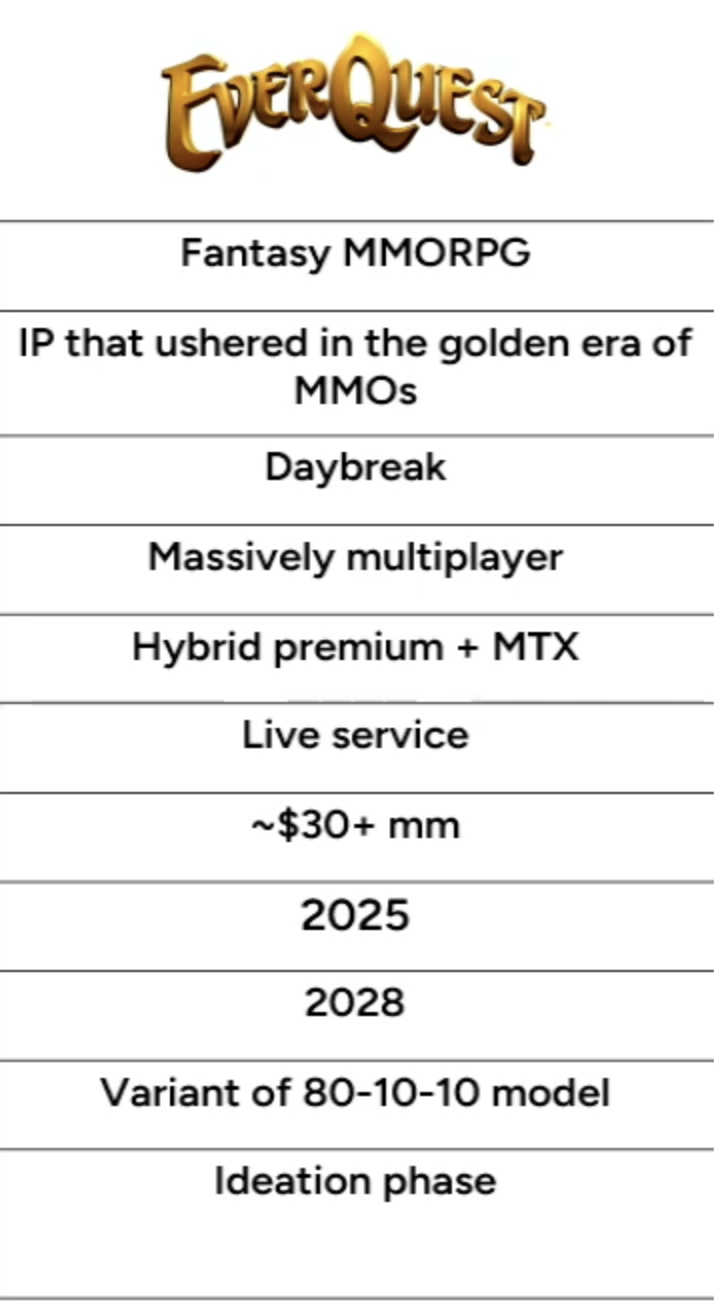 EverQuest
Fantasy MMORPG
IP that ushered in the golden era of
MMOs
Daybreak
Massively multiplayer
Hybrid premium + MTX
Live service
~$30+ mm
2025
2028
Variant of 80-10-10 model
Ideation phase